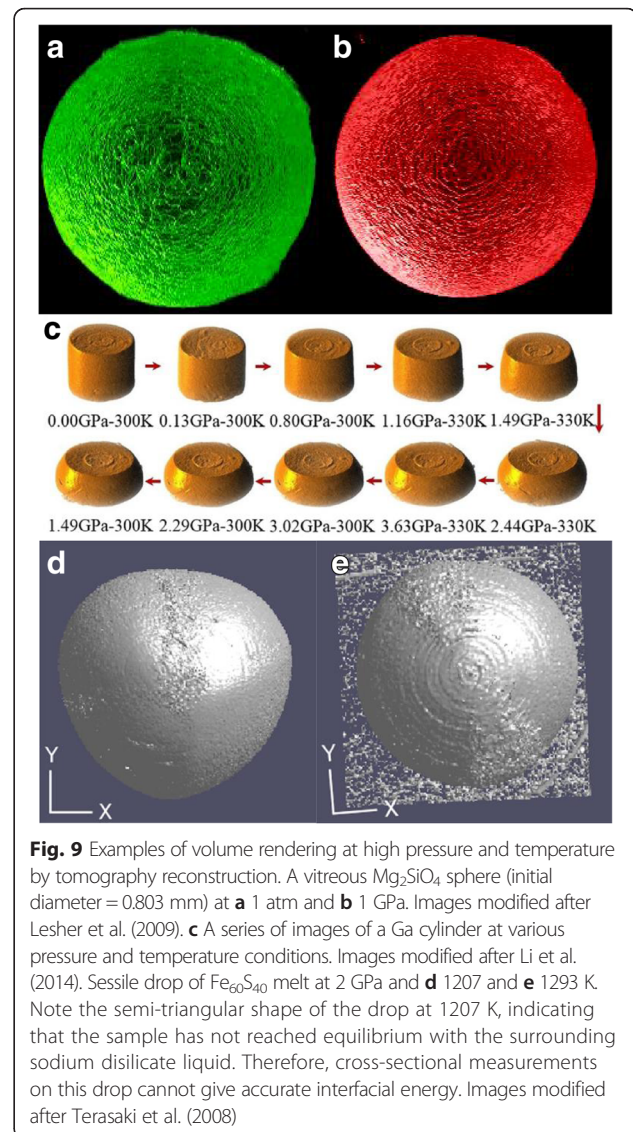 a
b
c
0.00GPa-300K 0.13GPa-300K 0.80GPa-300K 1.16GPa-330K 1.49GPa-330K
1.49GPa-300K 2.29GPa-300K 3.02GPa-300K 3.63GPa-330K 2.44GPa-330K
d
e
Y
X
Y
X
Fig. 9 Examples of volume rendering at high pressure and temperature
by tomography reconstruction. A vitreous Mg₂SiO₄ sphere (initial
diameter = 0.803 mm) at a 1 atm and b 1 GPa. Images modified after
Lesher et al. (2009). c A series of images of a Ga cylinder at various
pressure and temperature conditions. Images modified after Li et al.
(2014). Sessile drop of Fe₆₀S₄₀ melt at 2 GPa and d 1207 and e 1293 K.
Note the semi-triangular shape of the drop at 1207 K, indicating
that the sample has not reached equilibrium with the surrounding
sodium disilicate liquid. Therefore, cross-sectional measurements
on this drop cannot give accurate interfacial energy. Images modified
after Terasaki et al. (2008)